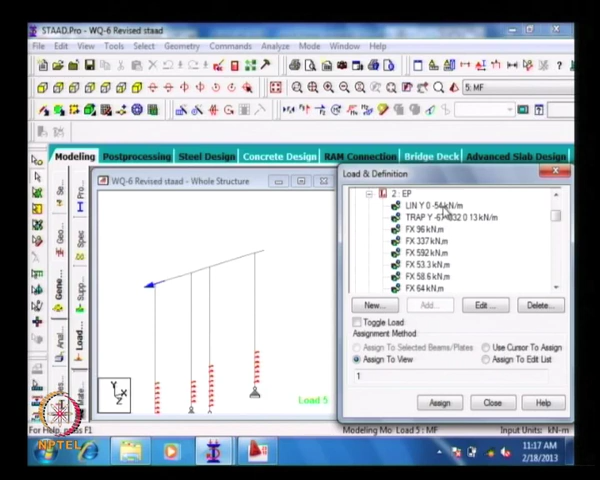 STAAD.Pro - WQ-6 Revised staad
File Edit View Tools Select Geometry Commands Analyze Mode Window Help
5: MF
Modeling Postprocessing Steel Design Concrete Design RAM Connection Bridge Deck Advanced Slab Design
WQ-6 Revised staad - Whole Structure
Load 5
Load & Definition
2 : EP
LIN Y 0 -54 kN/m
FX 96 kN,m
FX 337 kN,m
FX 592 kN,m
FX 53.3 kN,m
FX 58.6 kN,m
FX 64 kN,m
New... Add... Edit ... Delete...
Toggle Load
Assignment Method
Assign To Selected Beams/Plates
Use Cursor To Assign
Assign To View
Assign To Edit List
1
Assign Close Help
For Help, press F1
Modeling Mo Load 5 : MF Input Units: kN-m
NPTEL
11:17 AM
2/18/2013